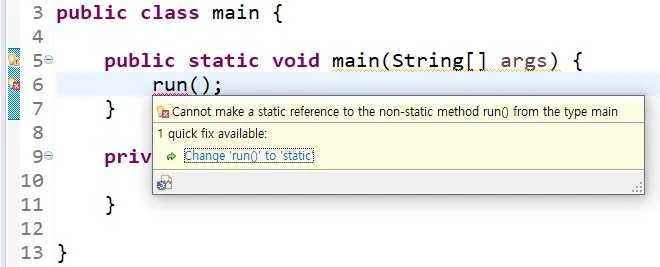 3 public class main {
4
5 public static void main(String[] args) {
6 run();
7 }
Cannot make a static reference to the non-static method run() from the type main
1 quick fix available:
Change 'run()' to 'static'
8
9 priv
10
11 }
12
13 }